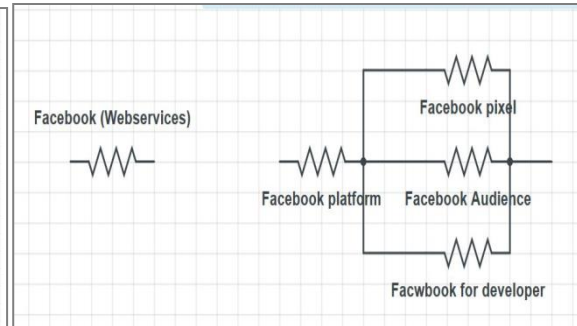 Facebook (Webservices)
Facebook pixel
Facebook platform
Facebook Audience
Facwbook for developer